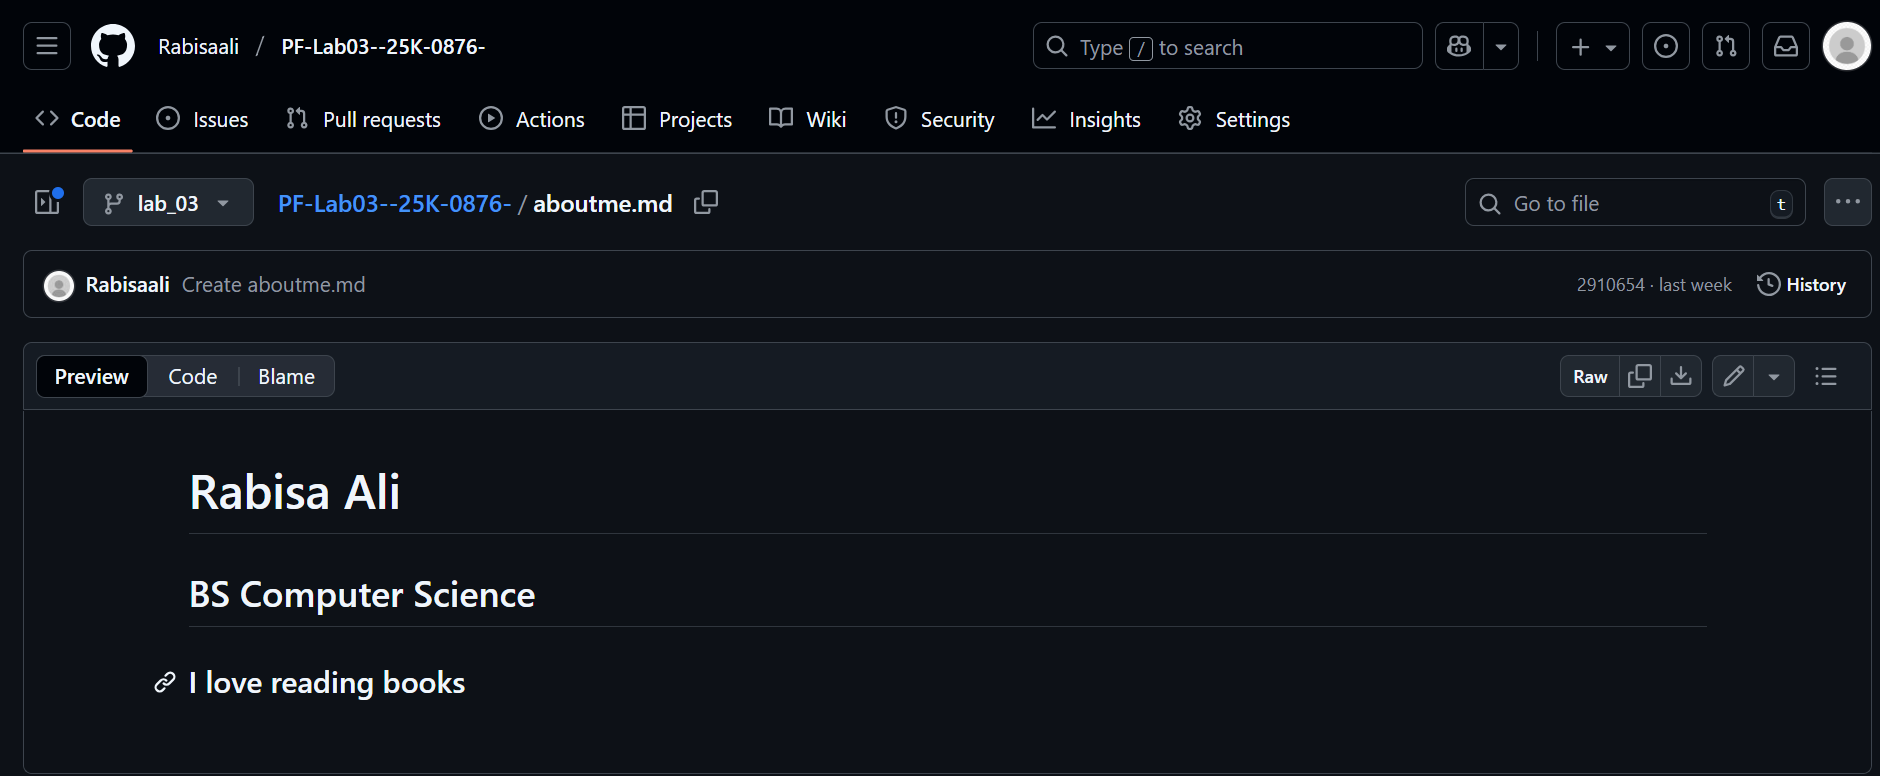 Rabisaali / PF-Lab03--25K-0876-
Type / to search
Code Issues Pull requests Actions Projects Wiki Security Insights Settings
lab_03 PF-Lab03--25K-0876- / aboutme.md
Go to file t
Rabisaali Create aboutme.md
2910654 · last week History
Preview Code Blame
Raw
Rabisa Ali
BS Computer Science
I love reading books